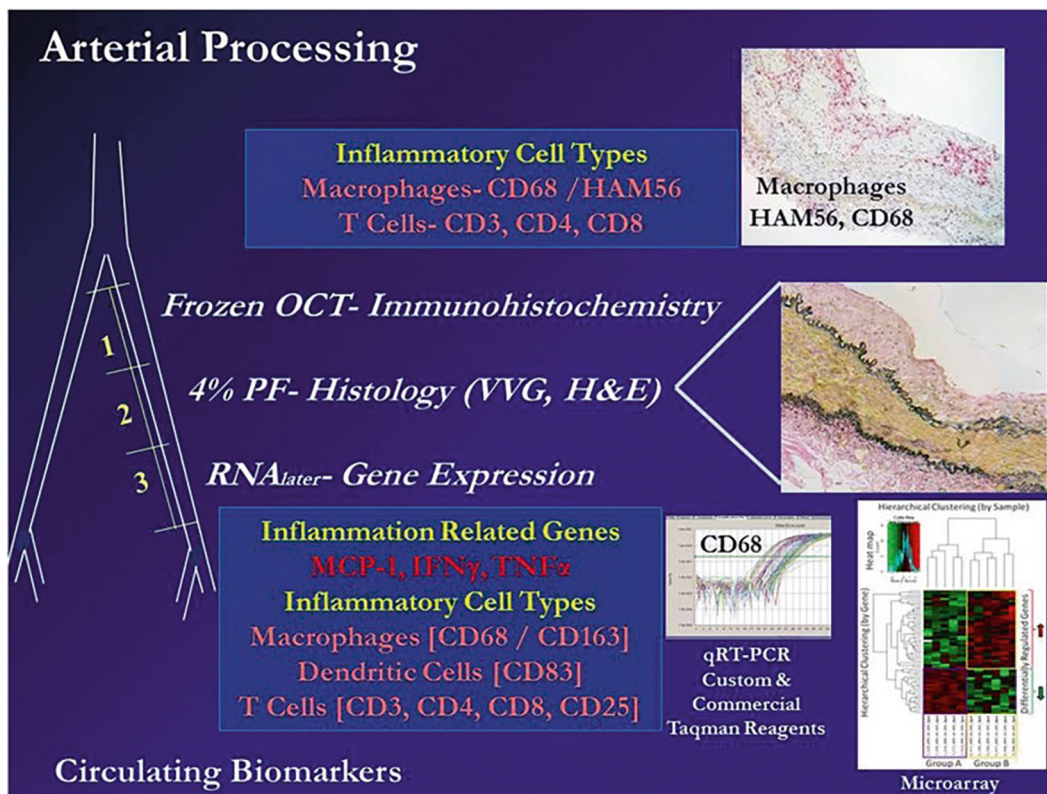 Arterial Processing
Inflammatory Cell Types
Macrophages- CD68 /HAM56
T Cells- CD3, CD4, CD8
Macrophages
HAM56, CD68
Frozen OCT- Immunohistochemistry
1
4% PF- Histology (VVG, H&E)
2
3
RNAlater- Gene Expression
Inflammation Related Genes
MCP-1, IFNγ, TNFα
Inflammatory Cell Types
Macrophages [CD68 / CD163]
Dendritic Cells [CD83]
T Cells [CD3, CD4, CD8, CD25]
CD68
qRT-PCR
Custom &
Commercial
Taqman Reagents
Hierarchical Clustering (by Sample)
Heat map
Hierarchical Clustering (by Gene)
Differentially Regulated Genes
Group A
Group B
Microarray
Circulating Biomarkers